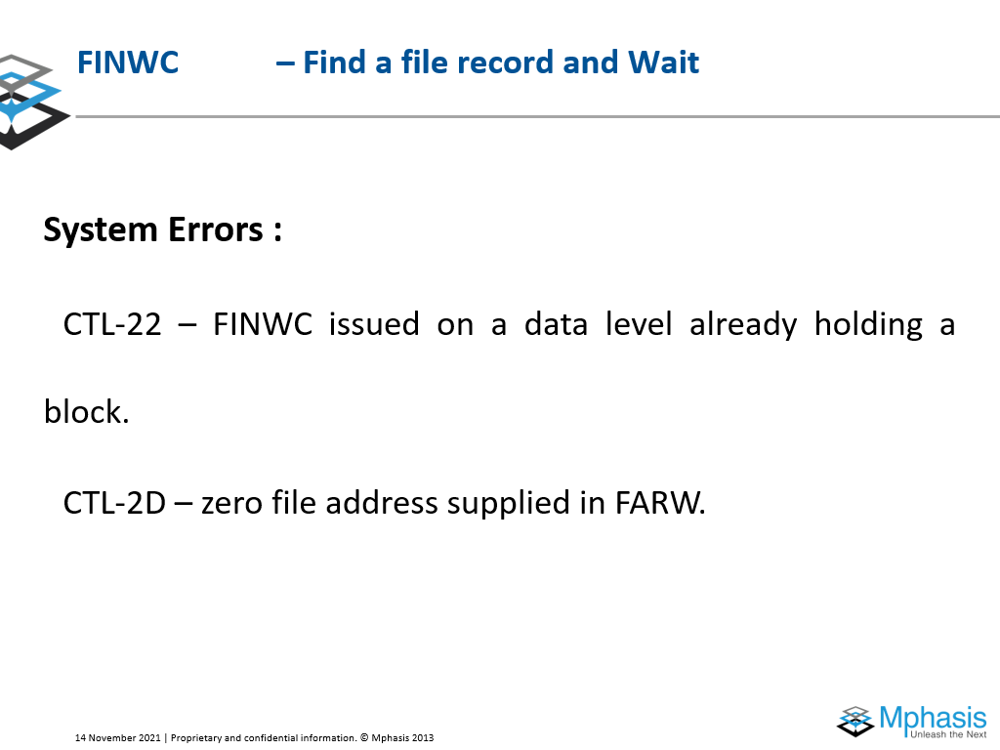 FINWC – Find a file record and Wait
System Errors :
CTL-22 – FINWC issued on a data level already holding a
block.
CTL-2D – zero file address supplied in FARW.
Mphasis
Unleash the Next
14 November 2021 | Proprietary and confidential information. © Mphasis 2013